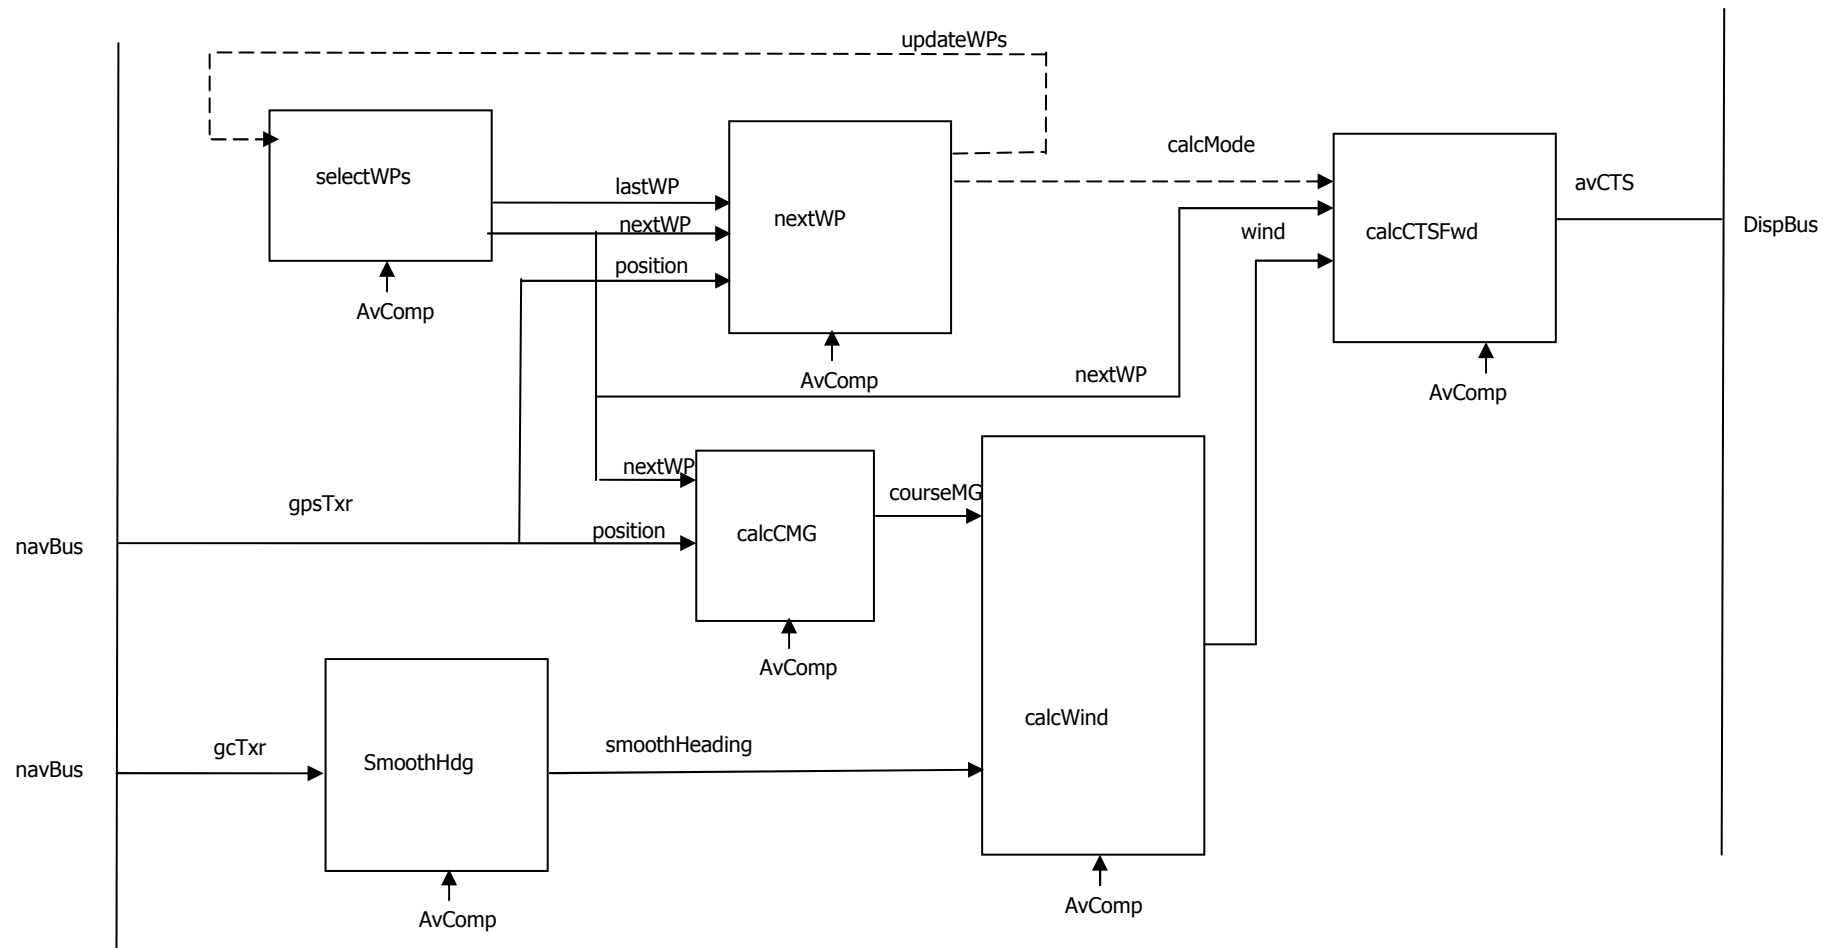 updateWPs
calcMode
selectWPs
lastWP
avCTS
nextWP
nextWP
DispBus
wind
calcCTSFwd
position
AvComp
AvComp
nextWP
AvComp
nextWP
courseMG
gpsTxr
position
calcCMG
navBus
AvComp
calcWind
gcTxr
smoothHeading
SmoothHdg
navBus
AvComp
AvComp